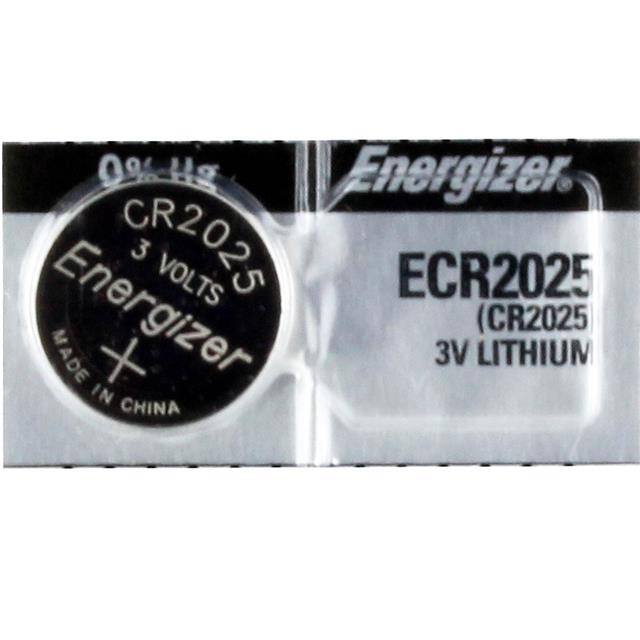 0% Hg
CR2025
3 VOLTS
Energizer
+
MADE IN CHINA
Energizer®
ECR2025
(CR2025)
3V LITHIUM